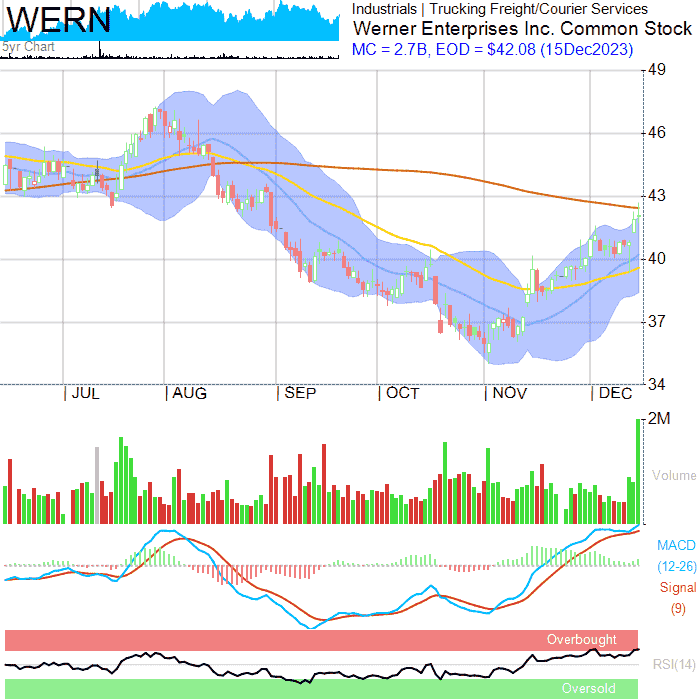 WERN
5yr Chart
Industrials | Trucking Freight/Courier Services
Werner Enterprises Inc. Common Stock
MC = 2.7B, EOD = $42.08 (15Dec2023)
49
46
43
40
37
34
JUL AUG SEP OCT NOV DEC
2M
Volume
MACD
(12-26)
Signal
(9)
Overbought
RSI(14)
Oversold